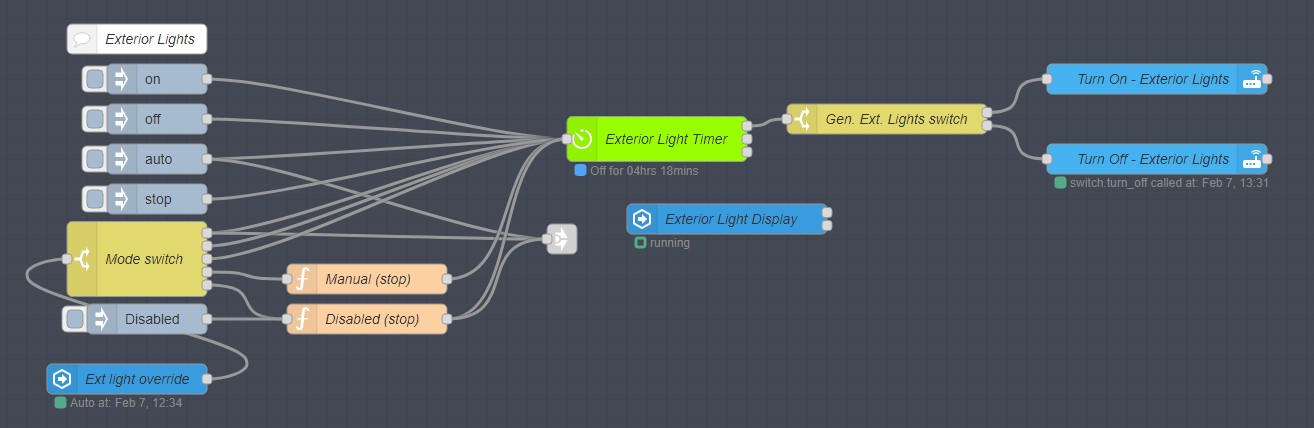 Exterior Lights
on
off
auto
stop
Mode switch
Disabled
Ext light override
Auto at: Feb 7, 12:34
Manual (stop)
Disabled (stop)
Exterior Light Timer
Off for 04hrs 18mins
Exterior Light Display
running
Gen. Ext. Lights switch
Turn On - Exterior Lights
Turn Off - Exterior Lights
switch.turn_off called at: Feb 7, 13:31